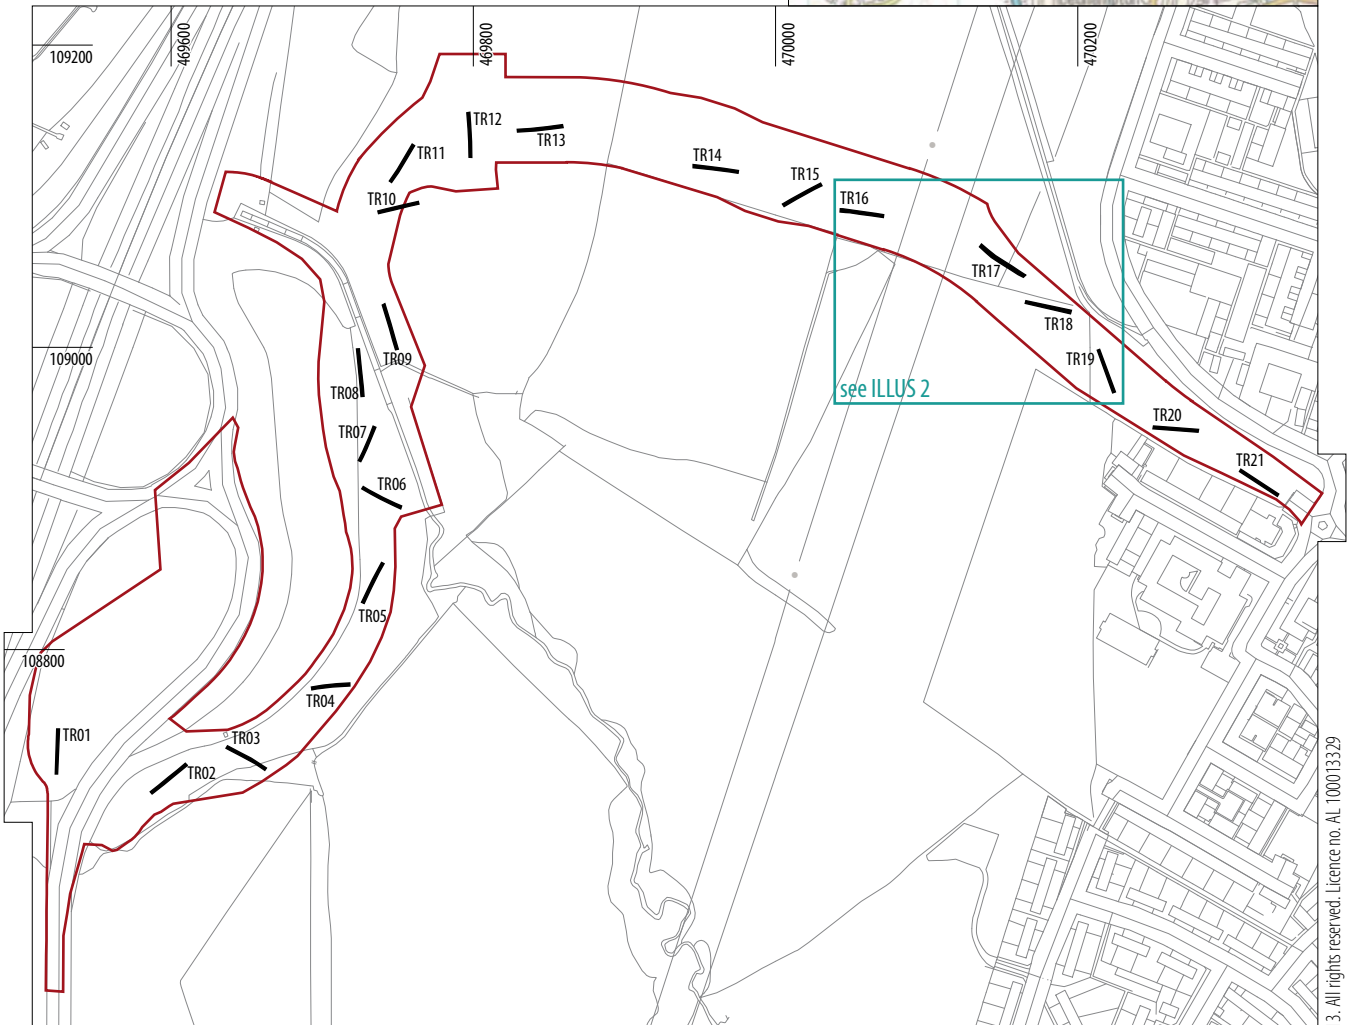 469600
469800
470000
470200
109200
109000
108800
TR12
TR13
TR11
TR10
TR14
TR15
TR16
TR17
TR18
TR19
TR20
TR21
see ILLUS 2
TR09
TR08
TR07
TR06
TR05
TR04
TR03
TR02
TR01
3. All rights reserved. Licence no. AL 100013329